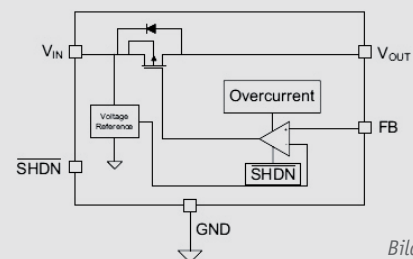 VIN
VOUT
Overcurrent
Voltage
Reference
+
-
FB
SHDN
SHDN
GND